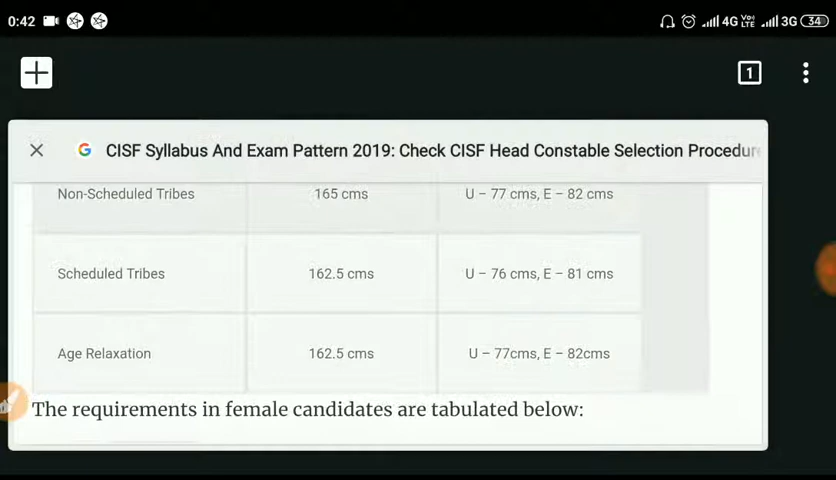 0:42 4G Vo) LTE 3G 34
1
CISF Syllabus And Exam Pattern 2019: Check CISF Head Constable Selection Procedur
Non-Scheduled Tribes 165 cms U – 77 cms, E – 82 cms
Scheduled Tribes 162.5 cms U – 76 cms, E – 81 cms
Age Relaxation 162.5 cms U – 77cms, E – 82cms
The requirements in female candidates are tabulated below: